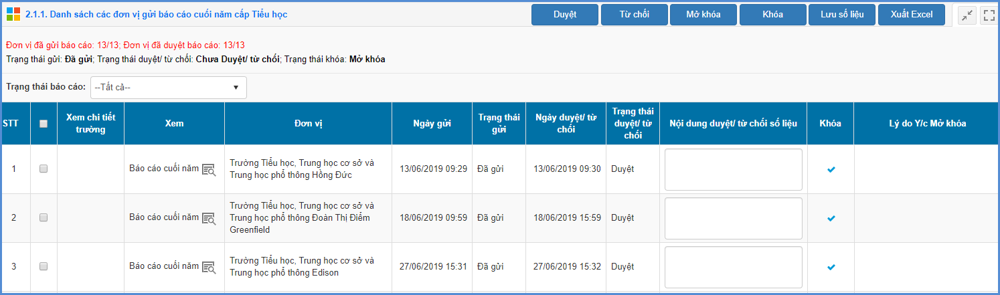 2.1.1. Danh sách các đơn vị gửi báo cáo cuối năm cấp Tiểu học
Duyệt
Từ chối
Mở khóa
Khóa
Lưu số liệu
Xuất Excel
Đơn vị đã gửi báo cáo: 13/13; Đơn vị đã duyệt báo cáo: 13/13
Trạng thái gửi: Đã gửi; Trạng thái duyệt/ từ chối: Chưa Duyệt/ từ chối; Trạng thái khóa: Mở khóa
Trạng thái báo cáo: --Tất cả--
STT
Xem chi tiết
trường
Xem
Đơn vị
Ngày gửi
Trạng thái
gửi
Ngày duyệt/ từ
chối
Trạng thái
duyệt/ từ
chối
Nội dung duyệt/ từ chối số liệu
Khóa
Lý do Y/c Mở khóa
1
Báo cáo cuối năm
Trường Tiểu học, Trung học cơ sở và
Trung học phổ thông Hồng Đức
13/06/2019 09:29
Đã gửi
13/06/2019 09:30
Duyệt
2
Báo cáo cuối năm
Trường Tiểu học, Trung học cơ sở và
Trung học phổ thông Đoàn Thị Điểm
Greenfield
18/06/2019 09:59
Đã gửi
18/06/2019 15:59
Duyệt
3
Báo cáo cuối năm
Trường Tiểu học, Trung học cơ sở và
Trung học phổ thông Edison
27/06/2019 15:31
Đã gửi
27/06/2019 15:32
Duyệt